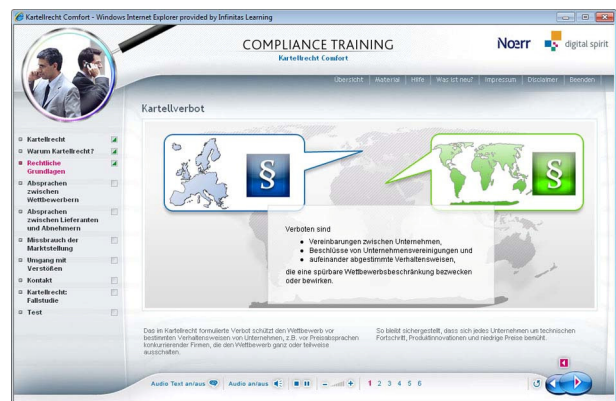 Kartellrecht Comfort - Windows Internet Explorer provided by Infinitas Learning
COMPLIANCE TRAINING
Kartellrecht Comfort
Noerr
digital spirit
Übersicht | Material | Hilfe | Was ist neu? | Impressum | Disclaimer | Beenden
Kartellverbot
Kartellrecht
Warum Kartellrecht?
Rechtliche
Grundlagen
Absprachen
zwischen
Wettbewerbern
Absprachen
zwischen Lieferanten
und Abnehmern
Missbrauch der
Marktstellung
Umgang mit
Verstößen
Kontakt
Kartellrecht:
Fallstudie
Test
§
§
Verboten sind
• Vereinbarungen zwischen Unternehmen,
• Beschlüsse von Unternehmensvereinigungen und
• aufeinander abgestimmte Verhaltensweisen,
die eine spürbare Wettbewerbsbeschränkung bezwecken
oder bewirken.
Das im Kartellrecht formulierte Verbot schützt den Wettbewerb vor
bestimmten Verhaltensweisen von Unternehmen, z.B. vor Preisabsprachen
konkurrierender Firmen, die den Wettbewerb ganz oder teilweise
ausschalten.
So bleibt sichergestellt, dass sich jedes Unternehmen um technischen
Fortschritt, Produktinnovationen und niedrige Preise bemüht.
Audio Text an/aus
Audio an/aus
1 2 3 4 5 6